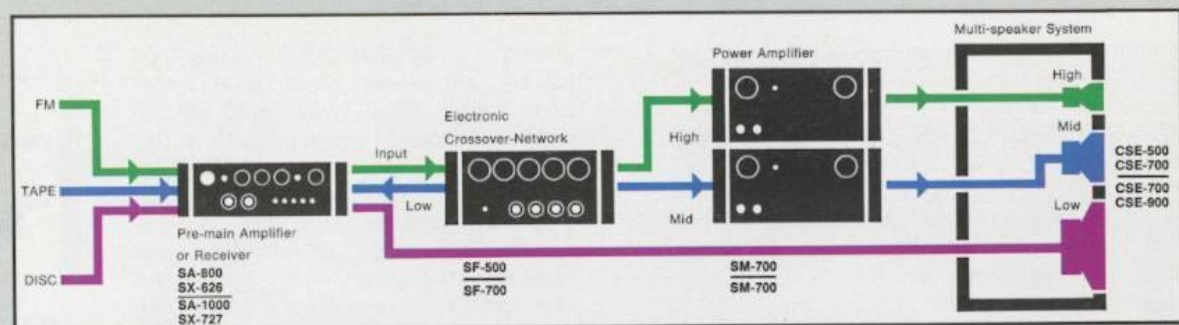 Multi-speaker System
Power Amplifier
High
FM
Electronic
Crossover-Network
High
Mid
Input
CSE-500
CSE-700
CSE-700
CSE-900
TAPE
Low
Mid
Low
Pre-main Amplifier
or Receiver
DISC
SA-800
SX-626
SA-1000
SX-727
SF-500
SF-700
SM-700
SM-700